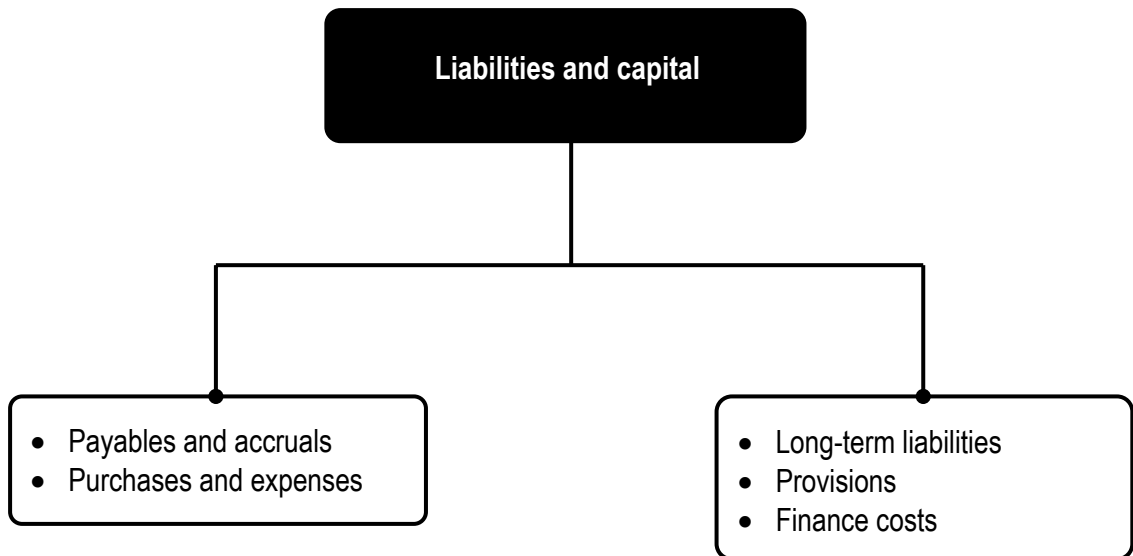 Liabilities and capital
• Payables and accruals
• Purchases and expenses
• Long-term liabilities
• Provisions
• Finance costs